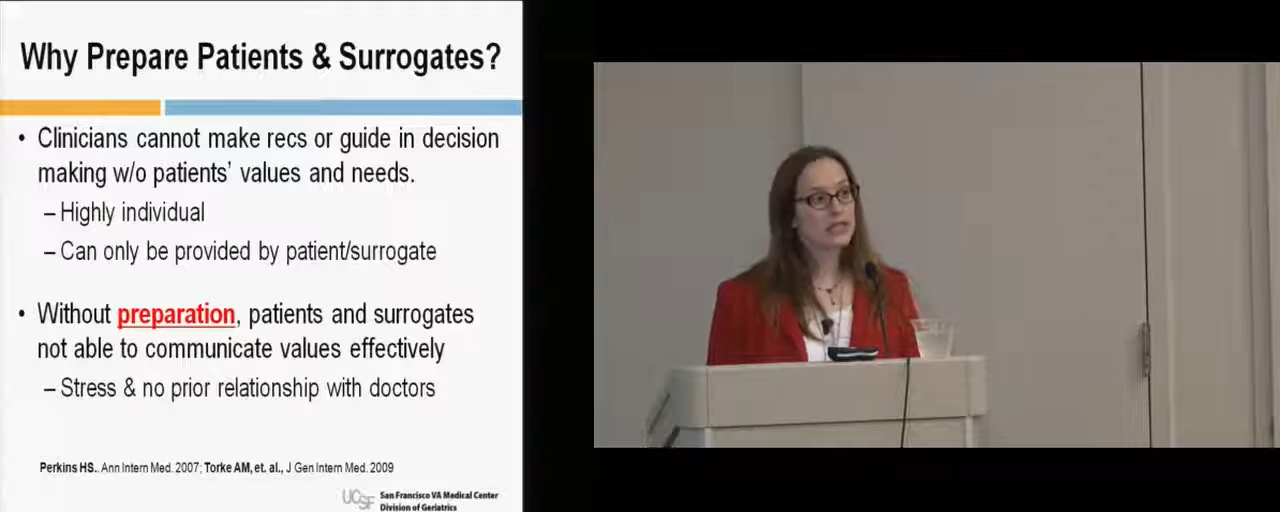 Why Prepare Patients & Surrogates?
• Clinicians cannot make recs or guide in decision
making w/o patients' values and needs.
– Highly individual
– Can only be provided by patient/surrogate
• Without preparation, patients and surrogates
not able to communicate values effectively
– Stress & no prior relationship with doctors
Perkins HS.. Ann Intern Med. 2007; Torke AM, et. al., J Gen Intern Med. 2009
UCSF San Francisco VA Medical Center
Division of Geriatrics